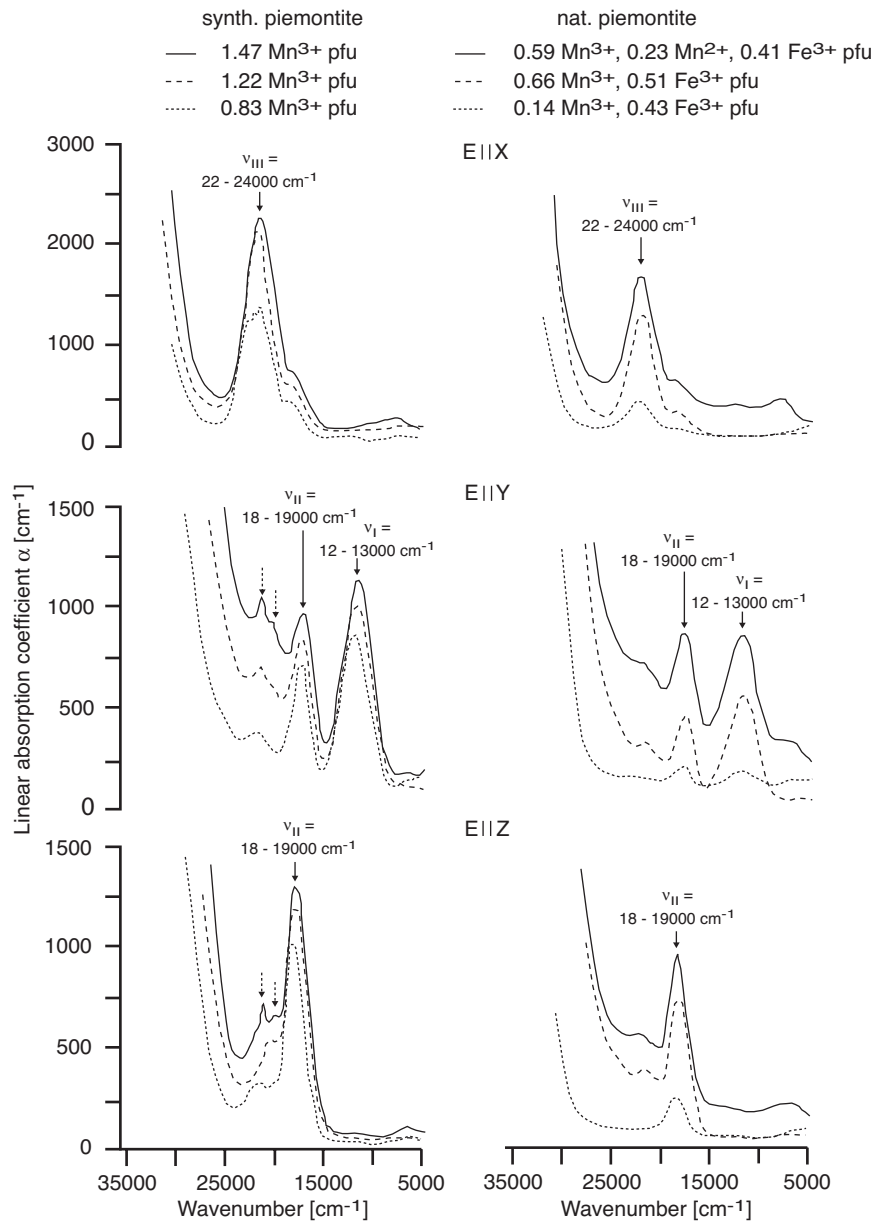 synth. piemontite
1.47 Mn3+ pfu
1.22 Mn3+ pfu
0.83 Mn3+ pfu
nat. piemontite
0.59 Mn3+, 0.23 Mn2+, 0.41 Fe3+ pfu
0.66 Mn3+, 0.51 Fe3+ pfu
0.14 Mn3+, 0.43 Fe3+ pfu
Linear absorption coefficient α [cm-1]
E||X
3000
2000
1000
0
νIII =
22 - 24000 cm-1
νIII =
22 - 24000 cm-1
E||Y
1500
1000
500
0
νII =
18 - 19000 cm-1
νI =
12 - 13000 cm-1
νII =
18 - 19000 cm-1
νI =
12 - 13000 cm-1
E||Z
1500
1000
500
0
νII =
18 - 19000 cm-1
νII =
18 - 19000 cm-1
35000 25000 15000 5000
Wavenumber [cm-1]
35000 25000 15000 5000
Wavenumber [cm-1]